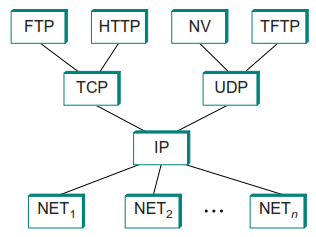 FTP HTTP NV TFTP
TCP UDP
IP
NET1 NET2 ... NETn